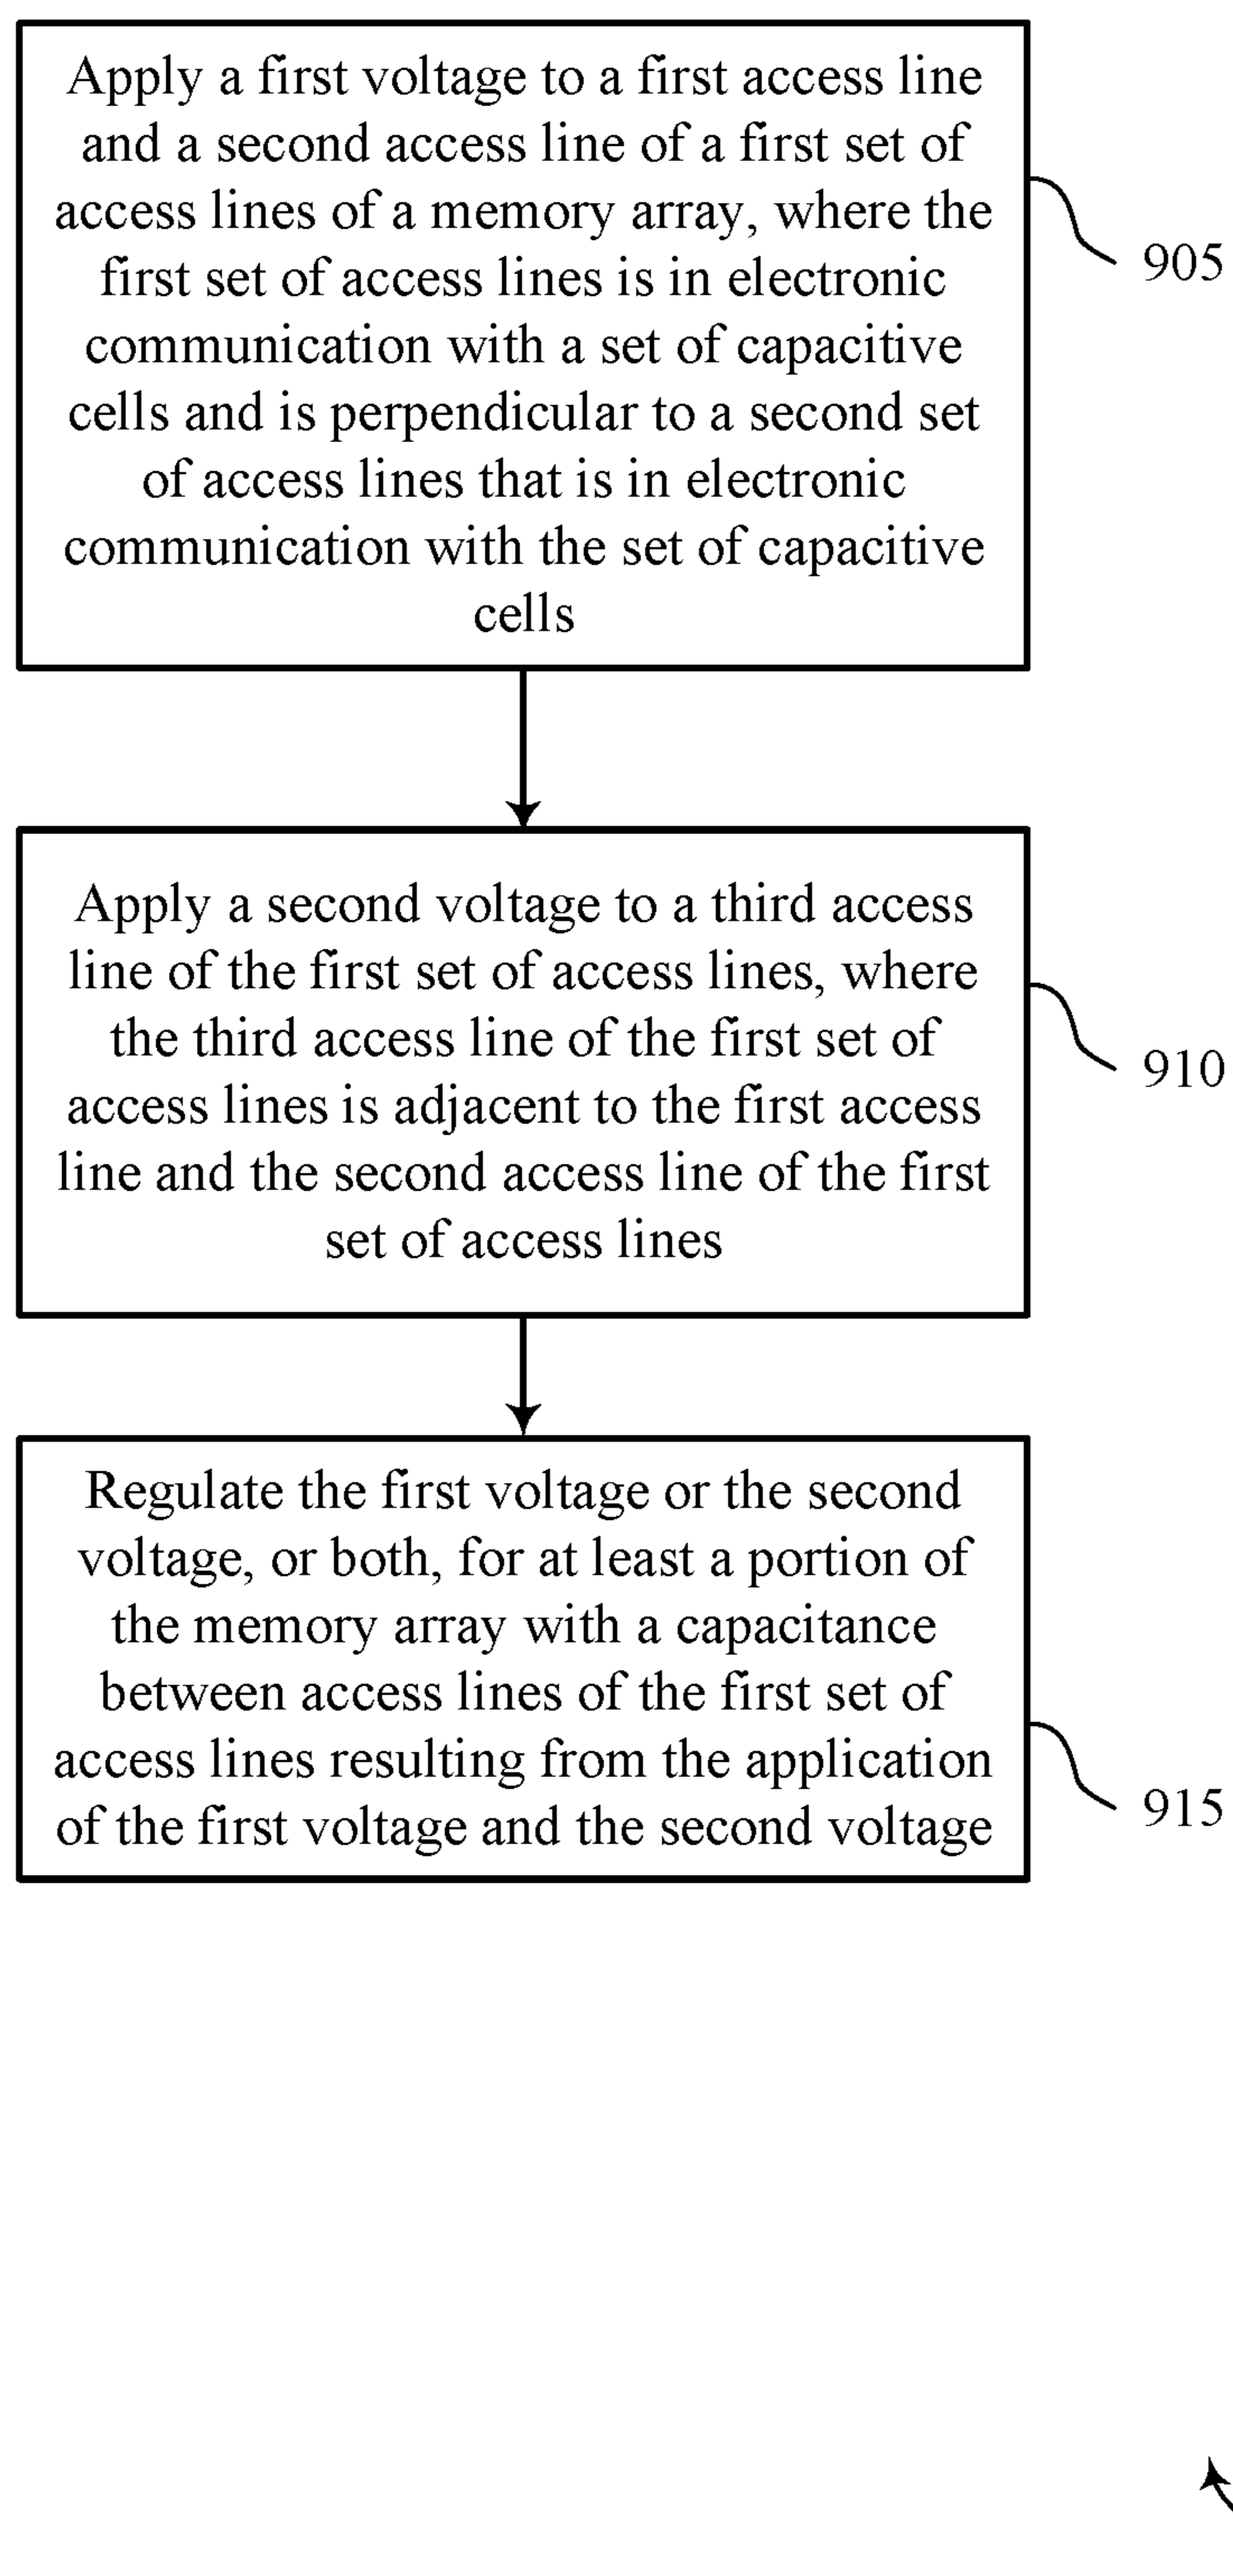 Apply a first voltage to a first access line
and a second access line of a first set of
access lines of a memory array, where the
first set of access lines is in electronic
communication with a set of capacitive
cells and is perpendicular to a second set
of access lines that is in electronic
communication with the set of capacitive
cells
905
Apply a second voltage to a third access
line of the first set of access lines, where
the third access line of the first set of
access lines is adjacent to the first access
line and the second access line of the first
set of access lines
910
Regulate the first voltage or the second
voltage, or both, for at least a portion of
the memory array with a capacitance
between access lines of the first set of
access lines resulting from the application
of the first voltage and the second voltage
915